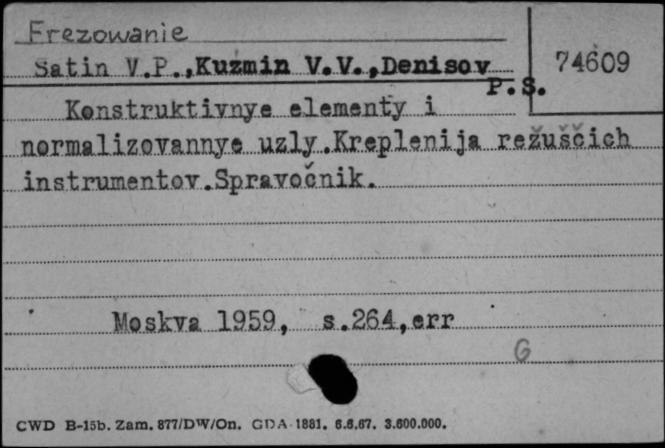 Frezowanie
74609
Satin V.P.,Kuzmin V.V.,Denisov
P.S.
Konstruktivnye elementy i
normalizovannye uzly.Kreplenija režuščich
instrumentov.Spravočnik.
Moskva 1959, s.264,err
G
CWD B-15b. Zam. 877/DW/On. GDA-1881. 6.6.67. 3.600.000.